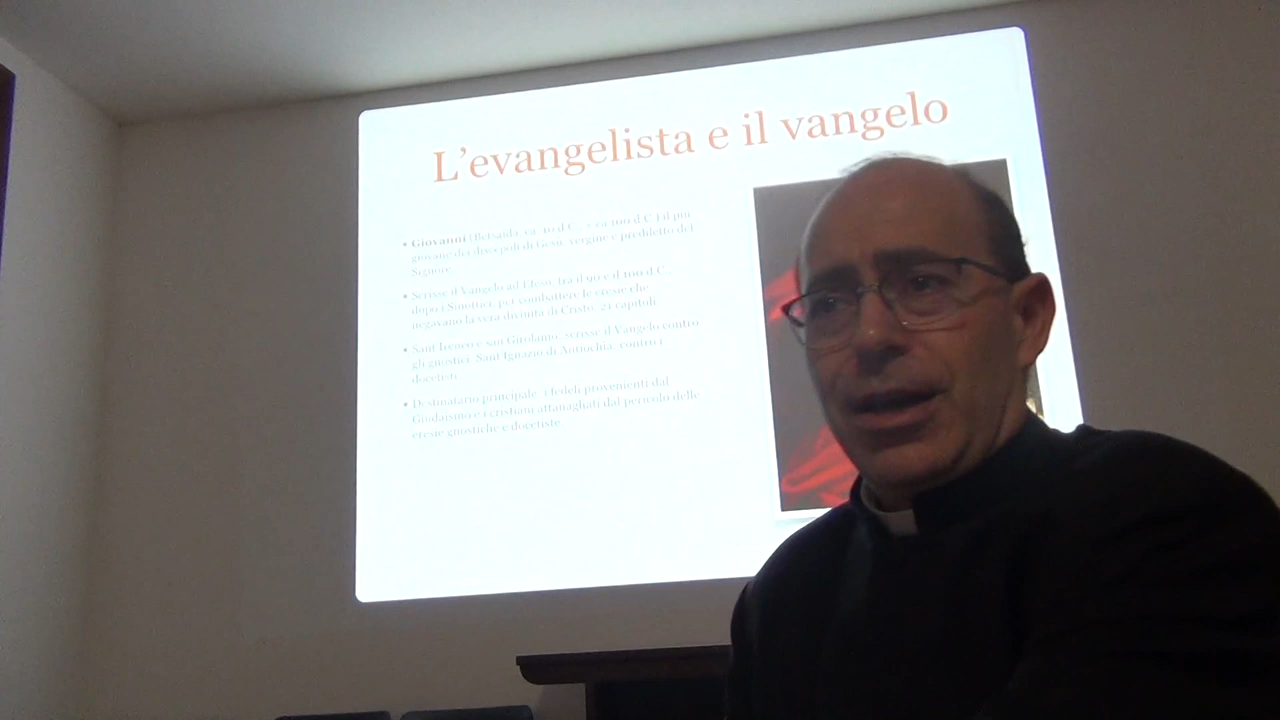 L'evangelista e il vangelo
• Giovanni (Betsaida, ca. 10 d.C., † ca 100 d.C.) il più
giovane dei discepoli di Gesù, vergine e prediletto del
Signore.
• Scrisse il Vangelo ad Efeso, tra il 90 e il 100 d.C.,
dopo i Sinottici, per combattere le eresie che
negavano la vera divinità di Cristo. 21 capitoli.
• Sant'Ireneo e san Girolamo: scrisse il Vangelo contro
gli gnostici. Sant'Ignazio di Antiochia: contro i
docetisti.
• Destinatario principale: i fedeli provenienti dal
Giudaismo e i cristiani attanagliati dal pericolo delle
eresie gnostiche e docetiste.